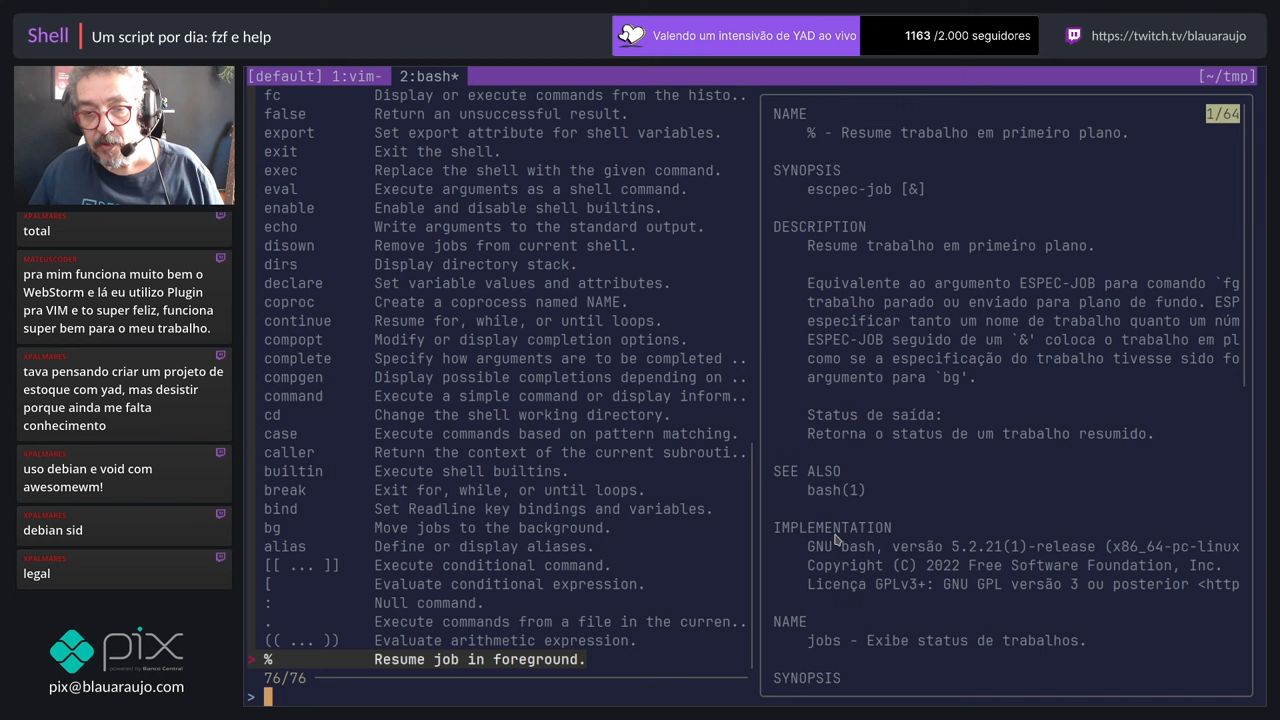 Shell
Um script por dia: fzf e help
Valendo um intensivão de YAD ao vivo
1163 /2.000 seguidores
https://twitch.tv/blauaraujo
XPALMARES
total
MATEUSCODER
pra mim funciona muito bem o
WebStorm e lá eu utilizo Plugin
pra VIM e to super feliz, funciona
super bem para o meu trabalho.
XPALMARES
tava pensando criar um projeto de
estoque com yad, mas desistir
porque ainda me falta
conhecimento
XPALMARES
uso debian e void com
awesomewm!
XPALMARES
debian sid
XPALMARES
legal
pix
powered by Banco Central
pix@blauaraujo.com
[default] 1:vim- 2:bash* [~/tmp]
fc Display or execute commands from the histo..
false Return an unsuccessful result.
export Set export attribute for shell variables.
exit Exit the shell.
exec Replace the shell with the given command.
eval Execute arguments as a shell command.
enable Enable and disable shell builtins.
echo Write arguments to the standard output.
disown Remove jobs from current shell.
dirs Display directory stack.
declare Set variable values and attributes.
coproc Create a coprocess named NAME.
continue Resume for, while, or until loops.
compopt Modify or display completion options.
complete Specify how arguments are to be completed ..
compgen Display possible completions depending on ..
command Execute a simple command or display inform..
cd Change the shell working directory.
case Execute commands based on pattern matching.
caller Return the context of the current subrouti..
builtin Execute shell builtins.
break Exit for, while, or until loops.
bind Set Readline key bindings and variables.
bg Move jobs to the background.
alias Define or display aliases.
[[ ... ]] Execute conditional command.
[ Evaluate conditional expression.
: Null command.
. Execute commands from a file in the curren..
(( ... )) Evaluate arithmetic expression.
> % Resume job in foreground.
76/76
>
NAME 1/64
% - Resume trabalho em primeiro plano.
SYNOPSIS
escpec-job [&]
DESCRIPTION
Resume trabalho em primeiro plano.
Equivalente ao argumento ESPEC-JOB para comando `fg
trabalho parado ou enviado para plano de fundo. ESP
especificar tanto um nome de trabalho quanto um núm
ESPEC-JOB seguido de um `&' coloca o trabalho em pl
como se a especificação do trabalho tivesse sido fo
argumento para `bg'.
Status de saída:
Retorna o status de um trabalho resumido.
SEE ALSO
bash(1)
IMPLEMENTATION
GNU bash, versão 5.2.21(1)-release (x86_64-pc-linux
Copyright (C) 2022 Free Software Foundation, Inc.
Licença GPLv3+: GNU GPL versão 3 ou posterior <http
NAME
jobs - Exibe status de trabalhos.
SYNOPSIS